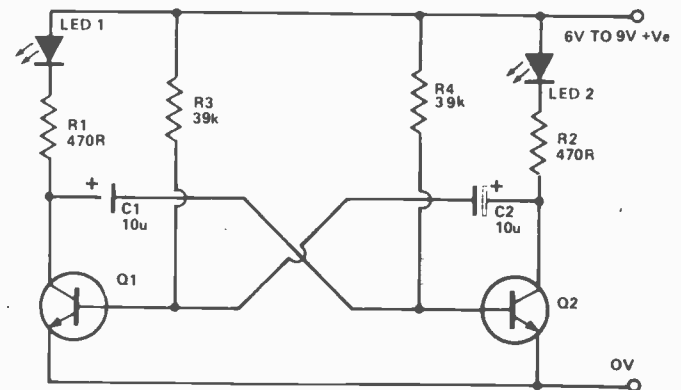 LED 1
6V TO 9V +Ve
R3
39k
R4
39k
LED 2
R1
470R
R2
470R
+
C1
10u
+
C2
10u
Q1
Q2
0V